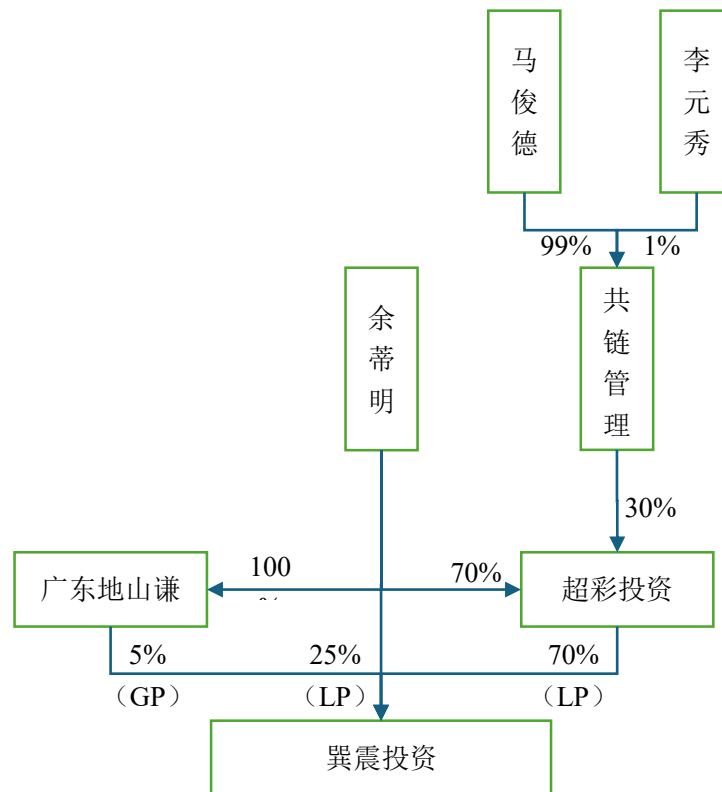 马俊德
李元秀
99%
1%
余蒂明
共链管理
30%
广东地山谦
100
70%
超彩投资
5%
25%
70%
（GP）
（LP）
（LP）
巽震投资